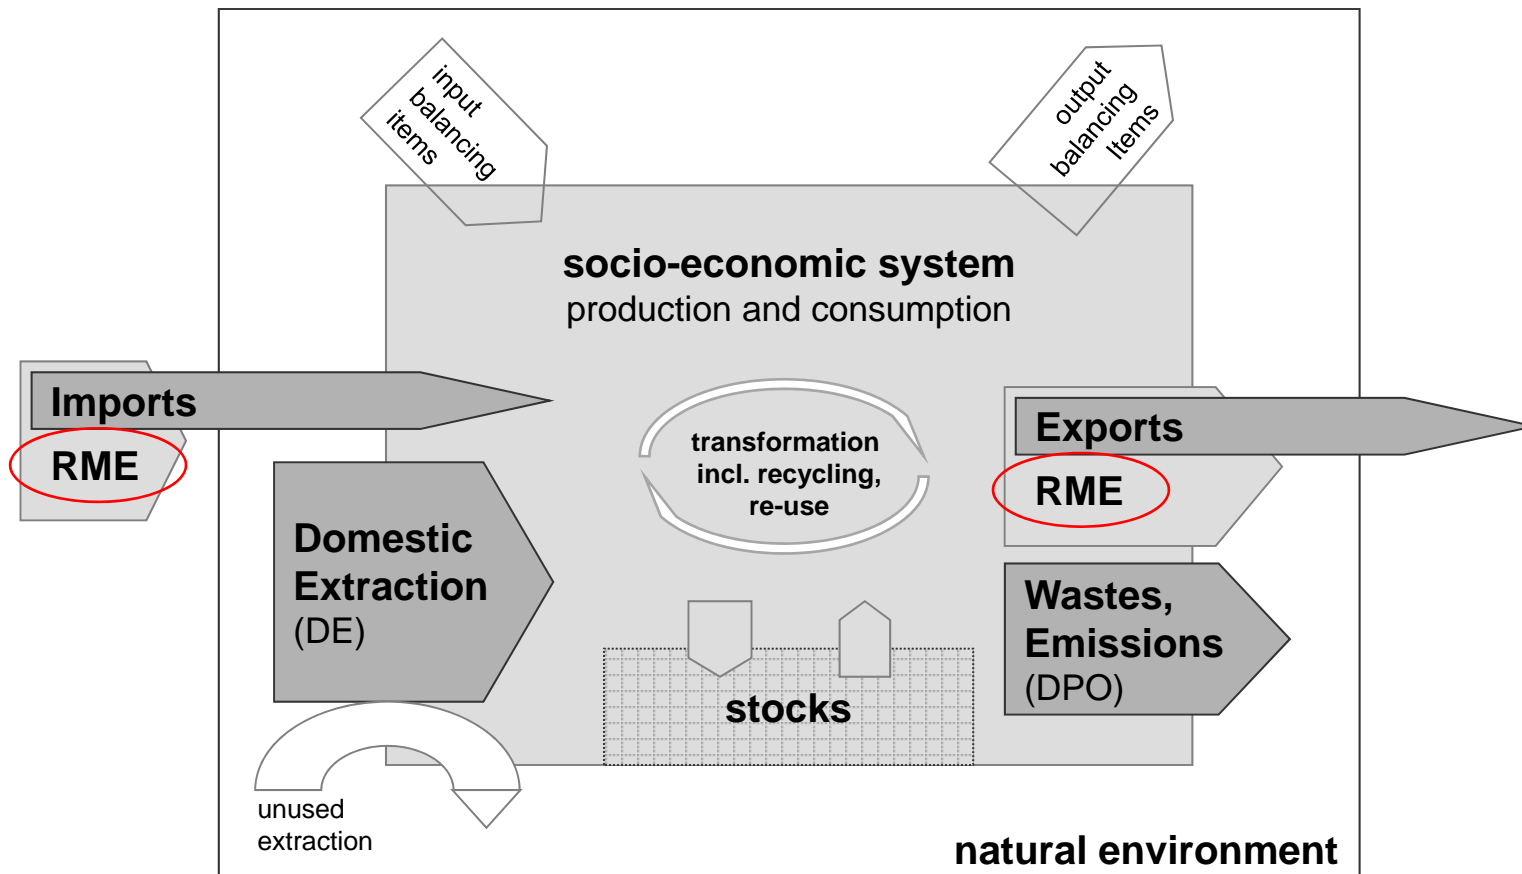 input
balancing
items
output
balancing
Items
socio-economic system
production and consumption
Imports
RME
transformation
incl. recycling,
re-use
Exports
RME
Domestic
Extraction
(DE)
Wastes,
Emissions
(DPO)
stocks
unused
extraction
natural environment